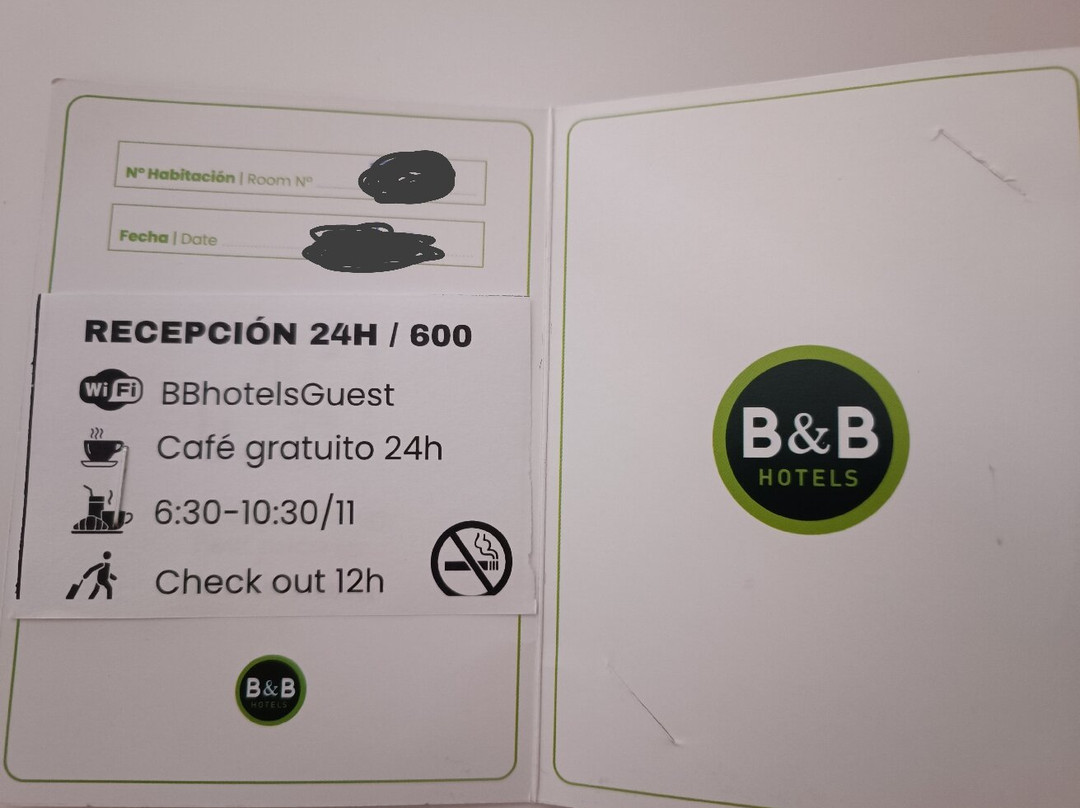 Nº Habitación | Room Nº
Fecha | Date
RECEPCIÓN 24H / 600
WiFi BBhotelsGuest
Café gratuito 24h
6:30-10:30/11
Check out 12h
B&B
HOTELS
B&B
HOTELS